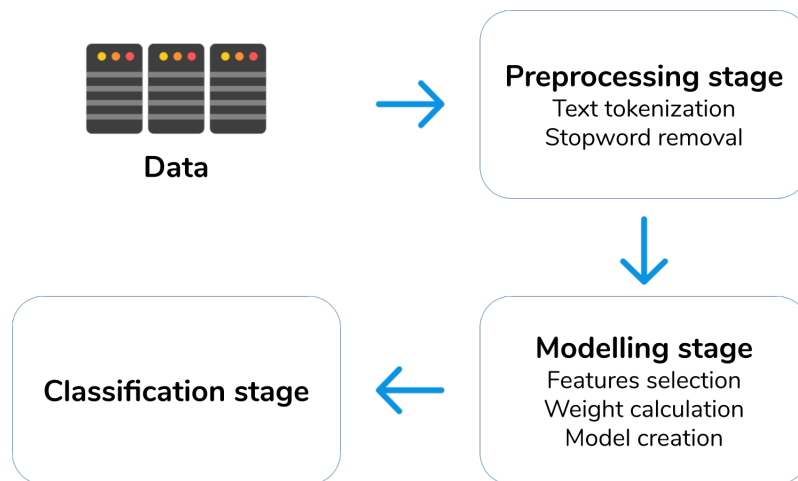 Data
Preprocessing stage
Text tokenization
Stopword removal
Modelling stage
Features selection
Weight calculation
Model creation
Classification stage